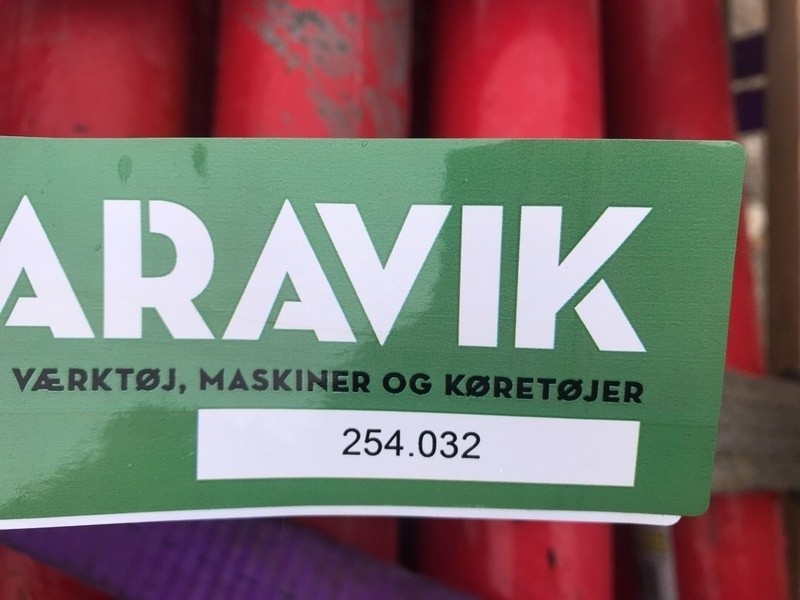 ARAVIK
VÆRKTØJ, MASKINER OG KØRETØJER
254.032